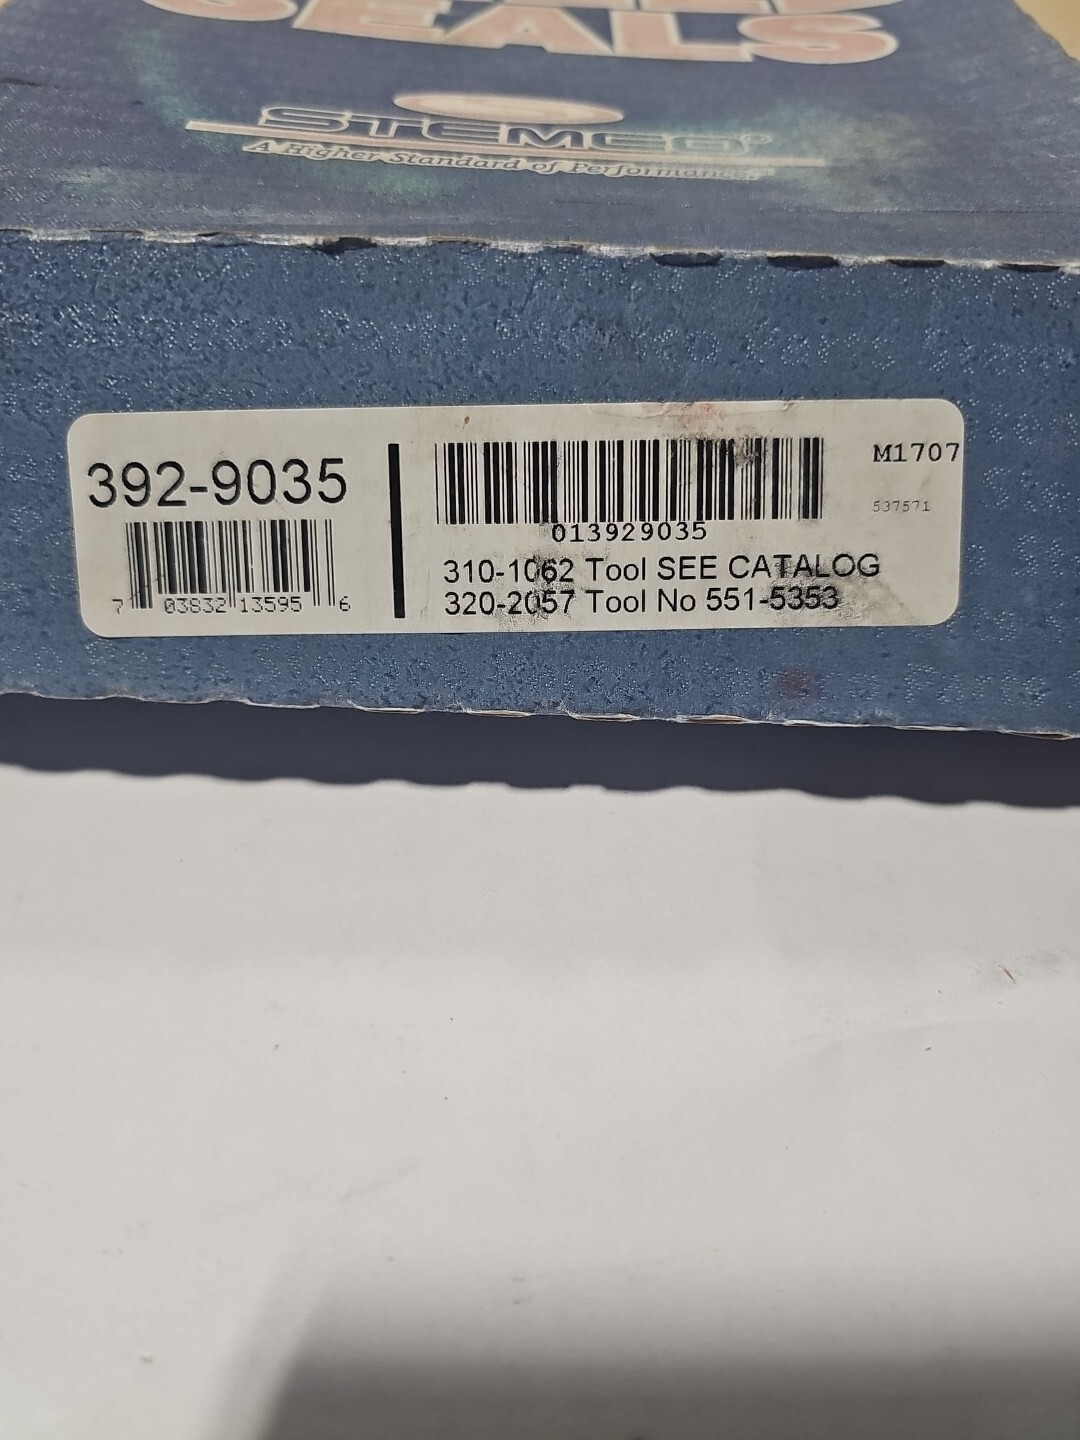 SEALS
STEMCO®
A Higher Standard of Performance.
392-9035
7 03832 13595 6
013929035
M1707
537571
310-1062 Tool SEE CATALOG
320-2057 Tool No 551-5353